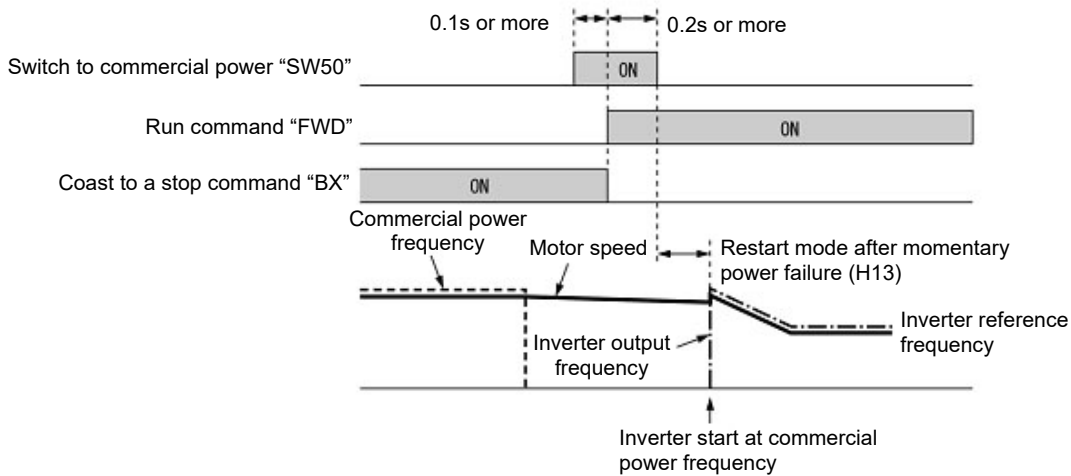 0.1s or more
0.2s or more
Switch to commercial power “SW50”
ON
Run command “FWD”
ON
Coast to a stop command “BX”
ON
Commercial power
frequency
Motor speed
Restart mode after momentary
power failure (H13)
Inverter output
frequency
Inverter reference
frequency
Inverter start at commercial
power frequency